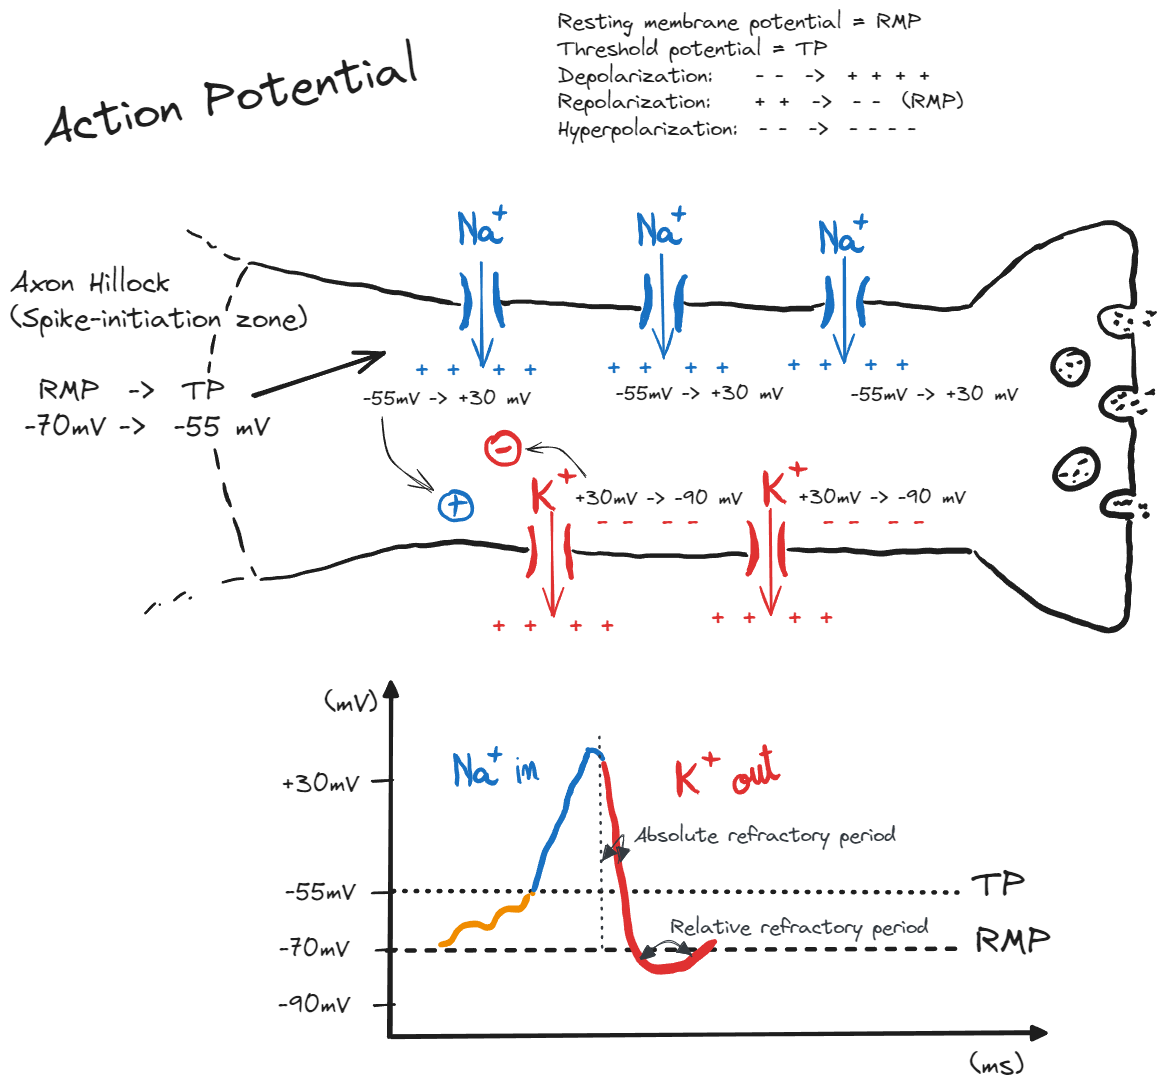 Action Potential
Resting membrane potential = RMP
Threshold potential = TP
Depolarization: - - -> + + + +
Repolarization: + + -> - - (RMP)
Hyperpolarization: - - -> - - - -
Na+ Na+ Na+
Axon Hillock
(Spike-initiation zone)
RMP -> TP
-70mV -> -55 mV
+ + + + + + + + + + + +
-55mV -> +30 mV -55mV -> +30 mV -55mV -> +30 mV
-
+
K+ +30mV -> -90 mV K+ +30mV -> -90 mV
- - - - - - - -
+ + + + + + + +
(mV)
Na+ in K+ out
+30mV
Absolute refractory period
-55mV TP
Relative refractory period
-70mV RMP
-90mV
(ms)